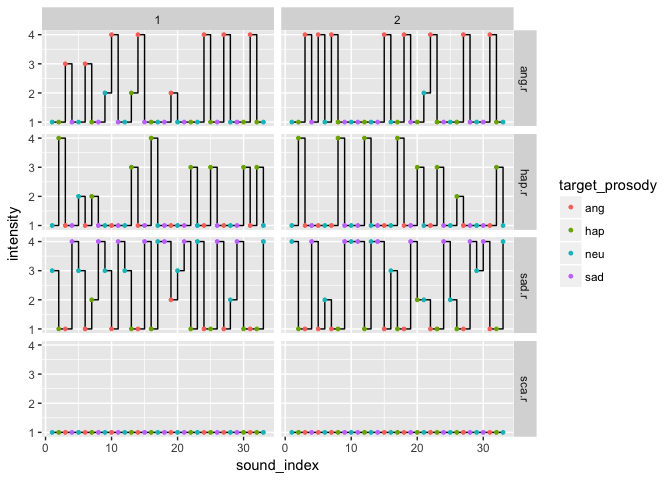 1 2
4
3
2
1
ang.r
4
3
2
1
hap.r
4
3
2
1
sad.r
4
3
2
1
sca.r
intensity
0 10 20 30 0 10 20 30
sound_index
target_prosody
ang
hap
neu
sad